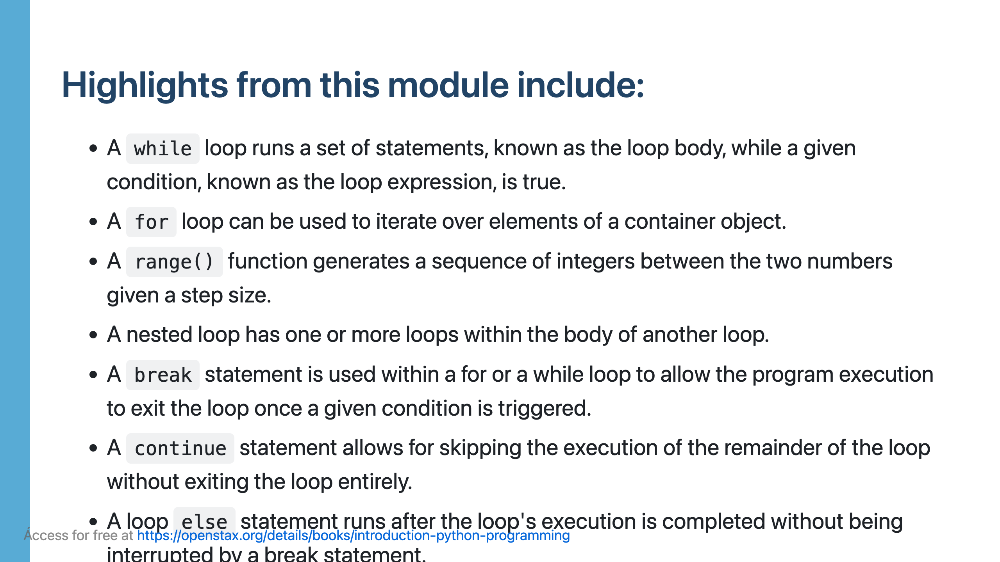 Highlights from this module include:
• A while loop runs a set of statements, known as the loop body, while a given
condition, known as the loop expression, is true.
• A for loop can be used to iterate over elements of a container object.
• A range() function generates a sequence of integers between the two numbers
given a step size.
• A nested loop has one or more loops within the body of another loop.
• A break statement is used within a for or a while loop to allow the program execution
to exit the loop once a given condition is triggered.
• A continue statement allows for skipping the execution of the remainder of the loop
without exiting the loop entirely.
• A loop else statement runs after the loop's execution is completed without being
Áccess for free at https://openstax.org/details/books/introduction-python-programming
interrupted by a break statement.